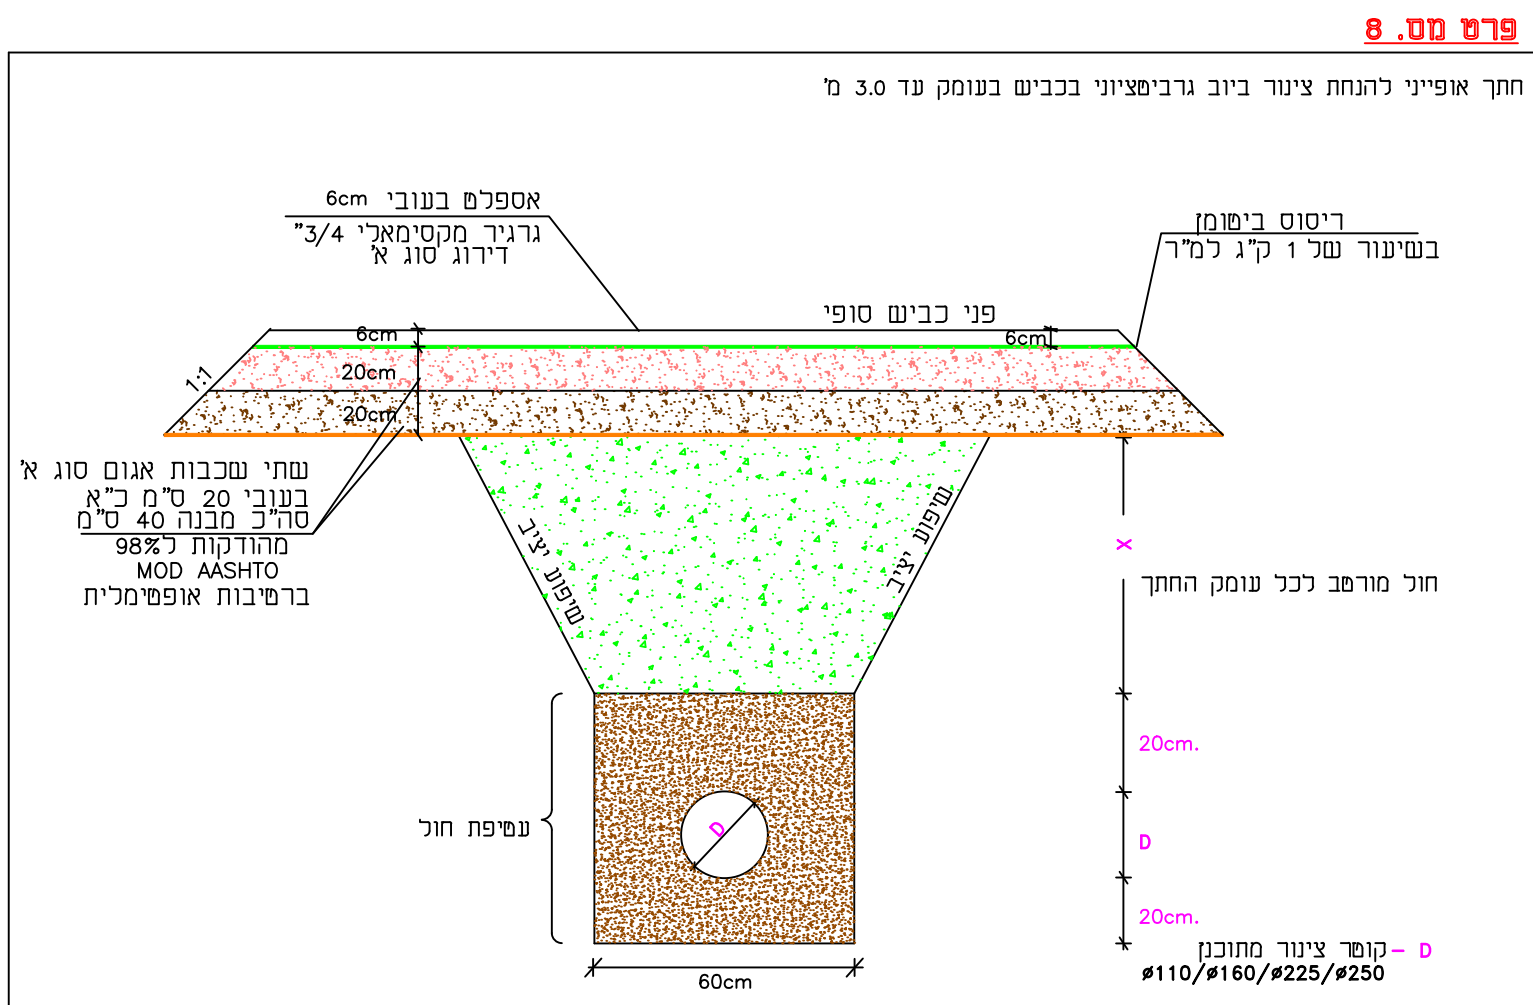 פרט מס. 8
חתך אופייני להנחת צינור ביוב גרביטציוני בכביש בעומק עד 3.0 מ'
אספלט בעובי 6cm
גרגיר מקסימאלי 3/4"
דירוג סוג א'
ריסוס ביטומן
בשיעור של 1 ק"ג למ"ר
פני כביש סופי
6cm
6cm
1:1
20cm
20cm
שתי שכבות אגום סוג א'
בעובי 20 ס"מ כ"א
סה"כ מבנה 40 ס"מ
מהודקות ל98%
MOD AASHTO
ברטיבות אופטימלית
שיפוע יציב
שיפוע יציב
X
חול מורטב לכל עומק החתך
20cm.
D
D
עטיפת חול
20cm.
D - קוטר צינור מתוכנן
ø110/ø160/ø225/ø250
60cm